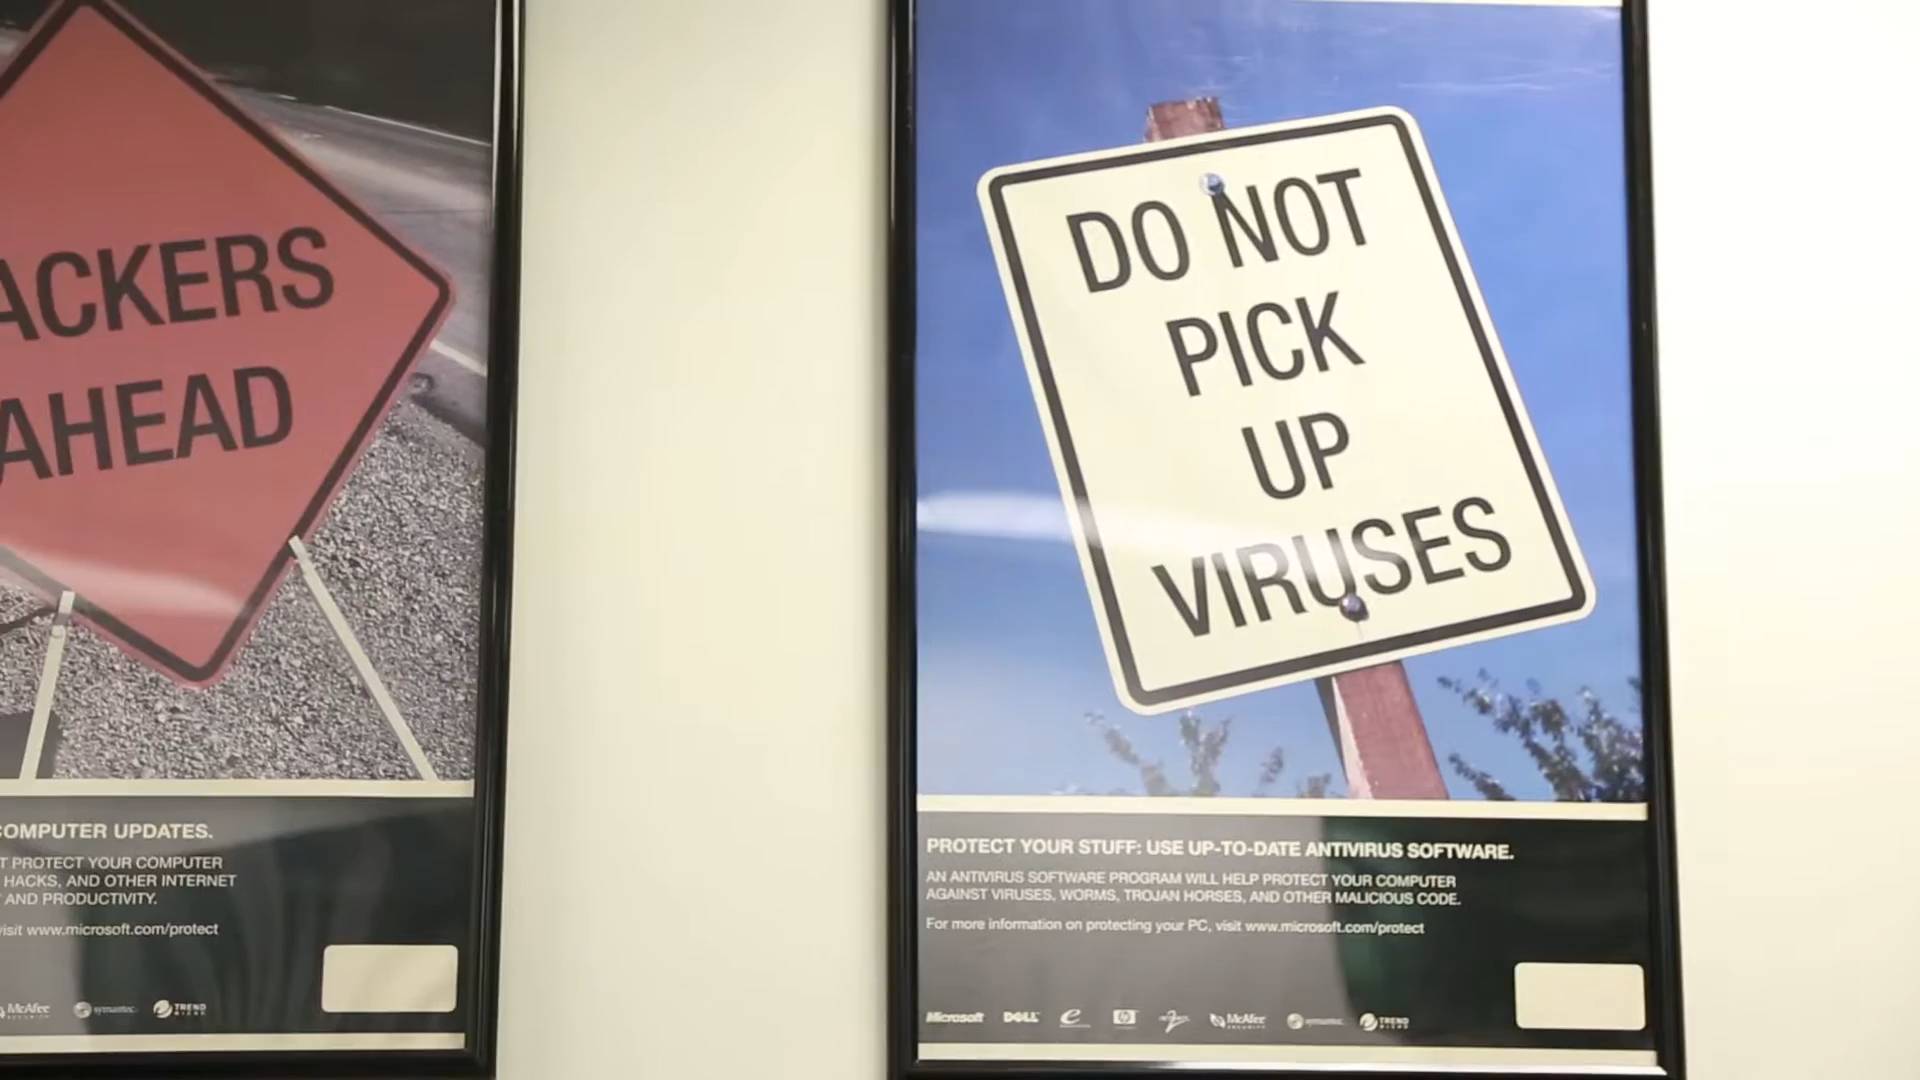 ACKERS
AHEAD
COMPUTER UPDATES.
T PROTECT YOUR COMPUTER
HACKS, AND OTHER INTERNET
AND PRODUCTIVITY.
visit www.microsoft.com/protect
McAfee
symantec.
TREND
MICRO
DO NOT
PICK
UP
VIRUSES
PROTECT YOUR STUFF: USE UP-TO-DATE ANTIVIRUS SOFTWARE.
AN ANTIVIRUS SOFTWARE PROGRAM WILL HELP PROTECT YOUR COMPUTER
AGAINST VIRUSES, WORMS, TROJAN HORSES, AND OTHER MALICIOUS CODE.
For more information on protecting your PC, visit www.microsoft.com/protect
Microsoft DELL e hp McAfee symantec. TREND
MICRO